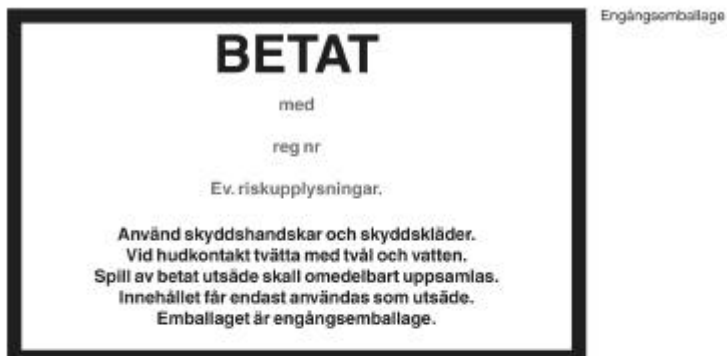 Engångsemballage
BETAT
med
reg nr
Ev. riskupplysningar.
Använd skyddshandskar och skyddskläder.
Vid hudkontakt tvätta med tvål och vatten.
Spill av betat utsäde skall omedelbart uppsamlas.
Innehållet får endast användas som utsäde.
Emballaget är engångsemballage.